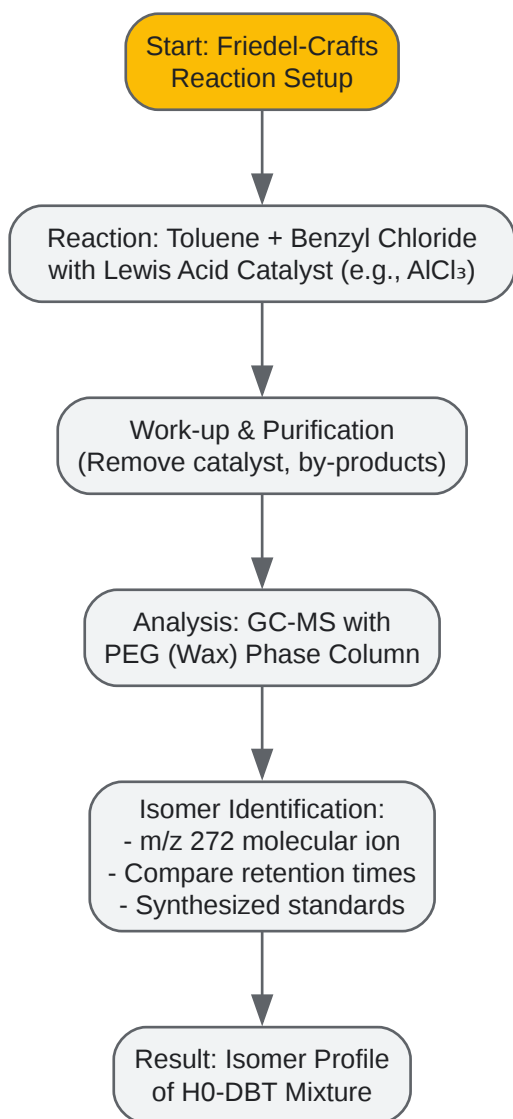 Start: Friedel-Crafts
Reaction Setup
Reaction: Toluene + Benzyl Chloride
with Lewis Acid Catalyst (e.g., AlCl₃)
Work-up & Purification
(Remove catalyst, by-products)
Analysis: GC-MS with
PEG (Wax) Phase Column
Isomer Identification:
- m/z 272 molecular ion
- Compare retention times
- Synthesized standards
Result: Isomer Profile
of H0-DBT Mixture